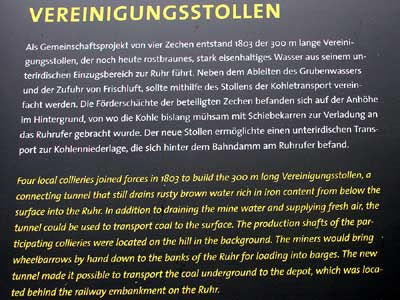 VEREINIGUNGSSTOLLEN
Als Gemeinschaftsprojekt von vier Zechen entstand 1803 der 300 m lange Vereini-
gungsstollen, der noch heute rostbraunes, stark eisenhaltiges Wasser aus seinem un-
terirdischen Einzugsbereich zur Ruhr führt. Neben dem Ableiten des Grubenwassers
und der Zufuhr von Frischluft, sollte mithilfe des Stollens der Kohletransport verein-
facht werden. Die Förderschächte der beteiligten Zechen befanden sich auf der Anhöhe
im Hintergrund, von wo die Kohle bislang mühsam mit Schiebekarren zur Verladung an
das Ruhrufer gebracht wurde. Der neue Stollen ermöglichte einen unterirdischen Trans-
port zur Kohlenniederlage, die sich hinter dem Bahndamm am Ruhrufer befand.
Four local collieries joined forces in 1803 to build the 300 m long Vereinigungsstollen, a
connecting tunnel that still drains rusty brown water rich in iron content from below the
surface into the Ruhr. In addition to draining the mine water and supplying fresh air, the
tunnel could be used to transport coal to the surface. The production shafts of the par-
ticipating collieries were located on the hill in the background. The miners would bring
wheelbarrows by hand down to the banks of the Ruhr for loading into barges. The new
tunnel made it possible to transport the coal underground to the depot, which was loca-
ted behind the railway embankment on the Ruhr.